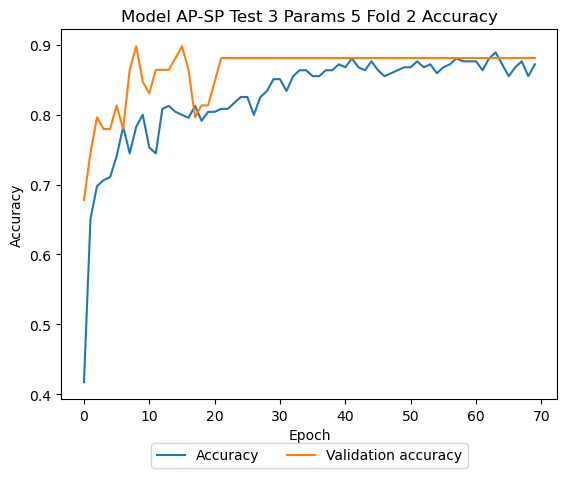 Model AP-SP Test 3 Params 5 Fold 2 Accuracy
0.9
0.8
0.7
0.6
0.5
0.4
Accuracy
0 10 20 30 40 50 60 70
Epoch
Accuracy Validation accuracy